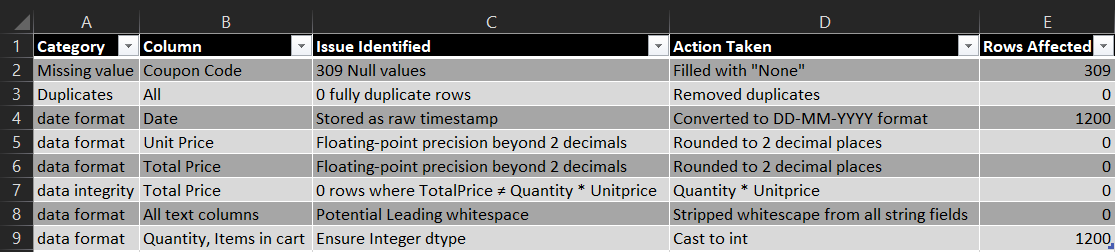 A B C D E
1 Category Column Issue Identified Action Taken Rows Affected
2 Missing value Coupon Code 309 Null values Filled with "None" 309
3 Duplicates All 0 fully duplicate rows Removed duplicates 0
4 date format Date Stored as raw timestamp Converted to DD-MM-YYYY format 1200
5 data format Unit Price Floating-point precision beyond 2 decimals Rounded to 2 decimal places 0
6 data format Total Price Floating-point precision beyond 2 decimals Rounded to 2 decimal places 0
7 data integrity Total Price 0 rows where TotalPrice ≠ Quantity * Unitprice Quantity * Unitprice 0
8 data format All text columns Potential Leading whitespace Stripped whitescape from all string fields 0
9 data format Quantity, Items in cart Ensure Integer dtype Cast to int 1200